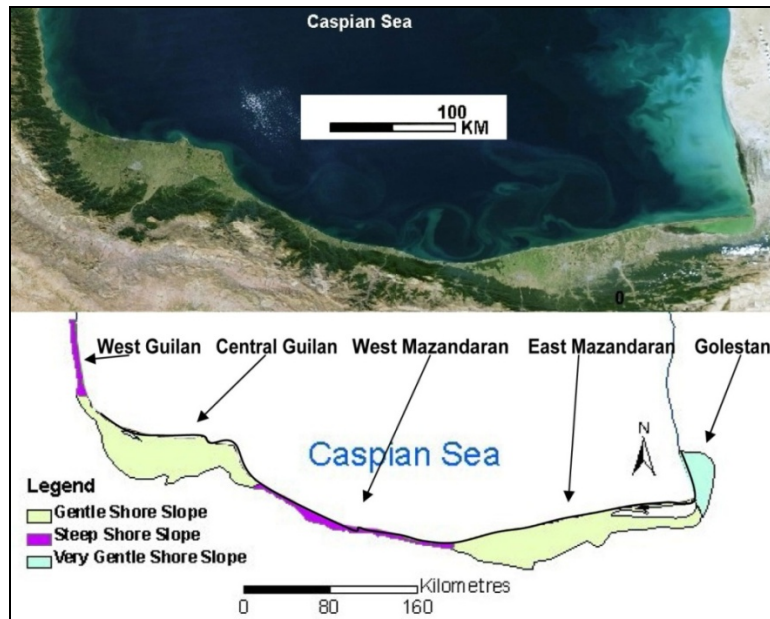 Caspian Sea
100
KM
0
West Guilan Central Guilan West Mazandaran East Mazandaran Golestan
N
Caspian Sea
Legend
Gentle Shore Slope
Steep Shore Slope
Very Gentle Shore Slope
Kilometres
0 80 160